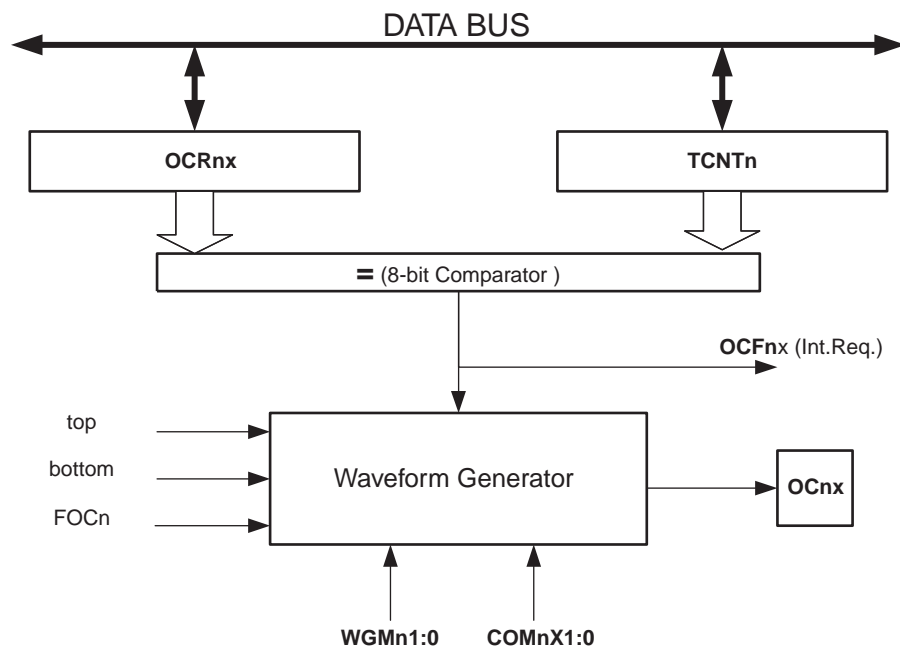 DATA BUS
OCRnx
TCNTn
= (8-bit Comparator )
OCFnx (Int.Req.)
top
bottom
FOCn
Waveform Generator
OCnx
WGMn1:0
COMnX1:0